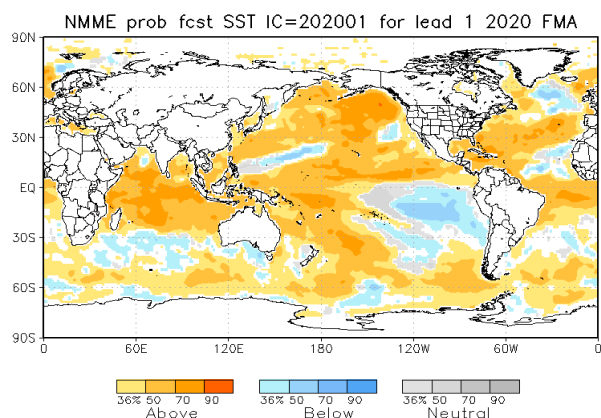 NMME prob fcst SST IC=202001 for lead 1 2020 FMA
90N
60N
30N
EQ
30S
60S
90S
0 60E 120E 180 120W 60W 0
36% 50 70 90 36% 50 70 90 36% 50 70 90
Above Below Neutral